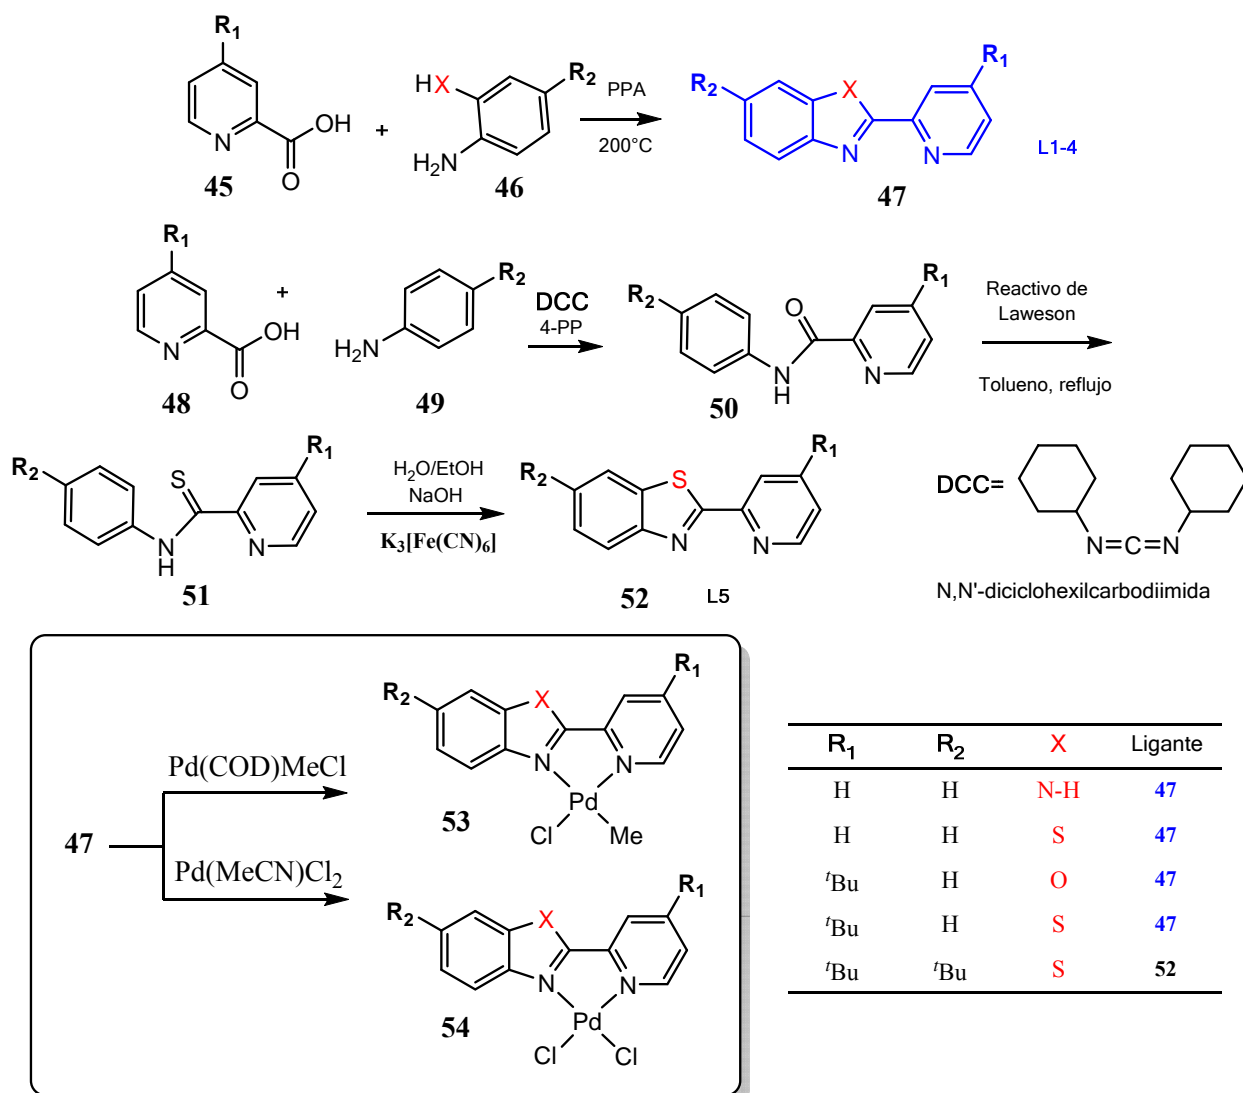 R1
N
OH
O
45
+
HX
R2
H2N
46
PPA
200°C
R2
X
R1
N
N
47
L1-4
R1
N
OH
O
48
+
R2
H2N
49
DCC
4-PP
R2
O
R1
N
H
N
50
Reactivo de
Laweson
Tolueno, reflujo
R2
S
R1
N
H
N
51
H2O/EtOH
NaOH
K3[Fe(CN)6]
R2
S
R1
N
N
52
L5
DCC=
N=C=N
N,N'-diciclohexilcarbodiimida
47
Pd(COD)MeCl
Pd(MeCN)Cl2
R2
X
R1
N
N
Pd
Cl
Me
53
R2
X
R1
N
N
Pd
Cl
Cl
54
R1 R2 X Ligante
H H N-H 47
H H S 47
tBu H O 47
tBu H S 47
tBu tBu S 52